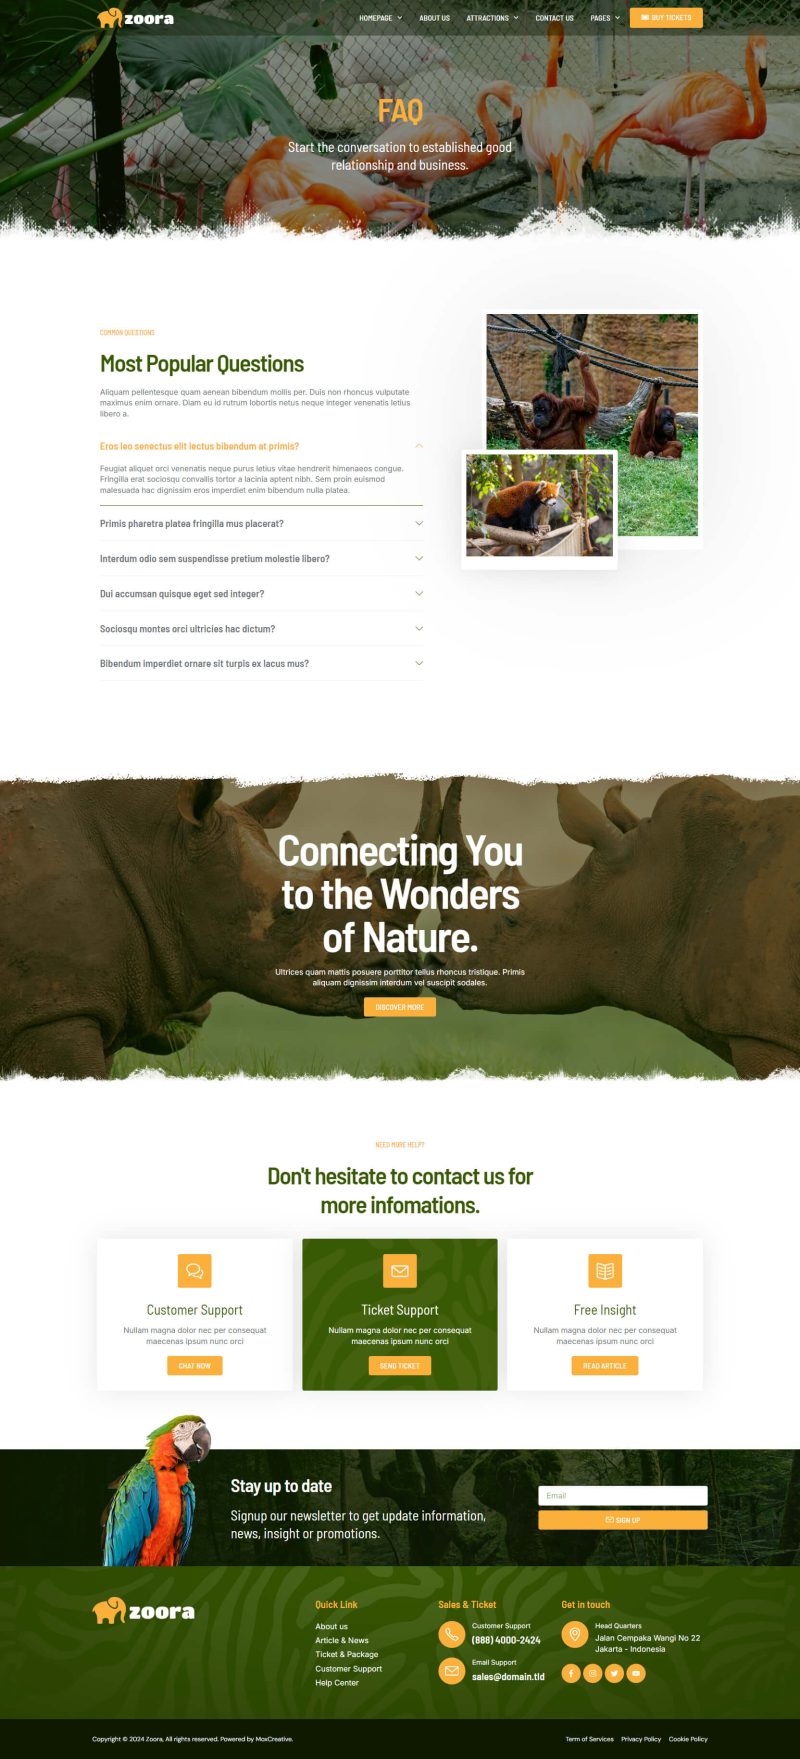 zoora
HOMEPAGE
ABOUT US
ATTRACTIONS
CONTACT US
PAGES
BUY TICKETS
FAQ
Start the conversation to established good
relationship and business.
COMMON QUESTIONS
Most Popular Questions
Aliquam pellentesque quam aenean bibendum mollis per. Duis non rhoncus vulputate
maximus enim ornare. Diam eu id rutrum lobortis netus neque integer venenatis letius
libero a.
Eros leo senectus elit lectus bibendum at primis?
Feugiat aliquet orci venenatis neque purus letius vitae hendrerit himenaeos congue.
Fringilla erat sociosqu convallis tortor a lacinia aptent nibh. Sem proin euismod
malesuada hac dignissim eros imperdiet enim bibendum nulla platea.
Primis pharetra platea fringilla mus placerat?
Interdum odio sem suspendisse pretium molestie libero?
Dui accumsan quisque eget sed integer?
Sociosqu montes orci ultricies hac dictum?
Bibendum imperdiet ornare sit turpis ex lacus mus?
Connecting You
to the Wonders
of Nature.
Ultrices quam mattis posuere porttitor tellus rhoncus tristique. Primis
aliquam dignissim interdum vel suscipit sodales.
DISCOVER MORE
NEED MORE HELP?
Don't hesitate to contact us for
more infomations.
Customer Support
Nullam magna dolor nec per consequat
maecenas ipsum nunc orci
CHAT NOW
Ticket Support
Nullam magna dolor nec per consequat
maecenas ipsum nunc orci
SEND TICKET
Free Insight
Nullam magna dolor nec per consequat
maecenas ipsum nunc orci
READ ARTICLE
Stay up to date
Signup our newsletter to get update information,
news, insight or promotions.
Email
SIGN UP
zoora
Quick Link
About us
Article & News
Ticket & Package
Customer Support
Help Center
Sales & Ticket
Customer Support
(888) 4000-2424
Email Support
sales@domain.tld
Get in touch
Head Quarters
Jalan Cempaka Wangi No 22
Jakarta - Indonesia
Copyright © 2024 Zoora, All rights reserved. Powered by MoxCreative.
Term of Services
Privacy Policy
Cookie Policy